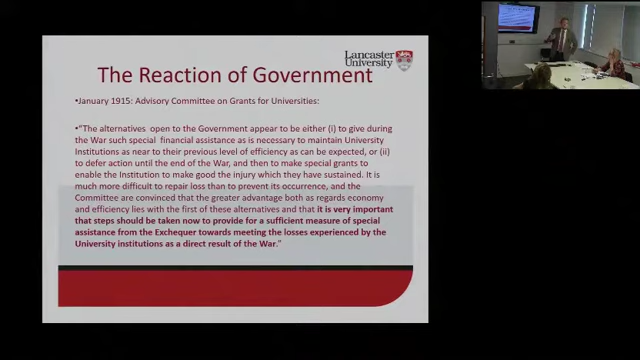 Lancaster
University
The Reaction of Government
•January 1915: Advisory Committee on Grants for Universities:
•"The alternatives open to the Government appear to be either (i) to give during
the War such special financial assistance as is necessary to maintain University
Institutions as near to their previous level of efficiency as can be expected, or (ii)
to defer action until the end of the War, and then to make special grants to
enable the Institution to make good the injury which they have sustained. It is
much more difficult to repair loss than to prevent its occurrence, and the
Committee are convinced that the greater advantage both as regards economy
and efficiency lies with the first of these alternatives and that it is very important
that steps should be taken now to provide for a sufficient measure of special
assistance from the Exchequer towards meeting the losses experienced by the
University institutions as a direct result of the War."